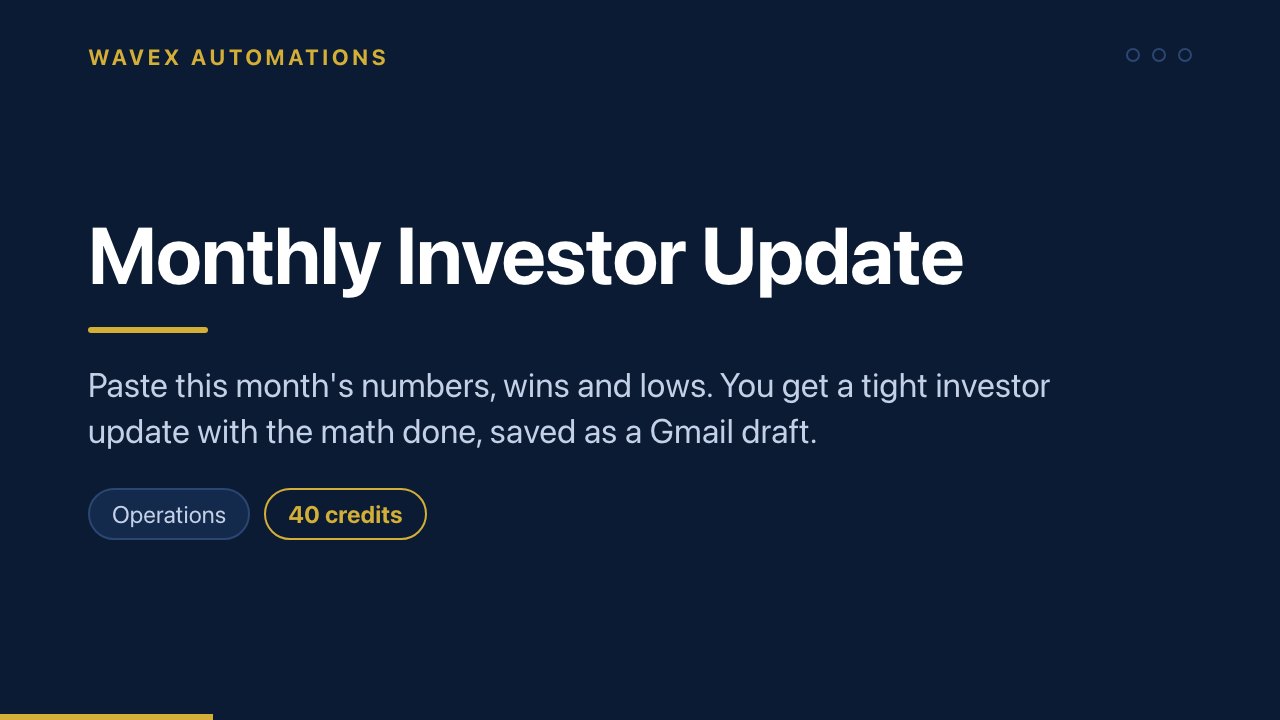 WAVEX AUTOMATIONS
Monthly Investor Update
Paste this month's numbers, wins and lows. You get a tight investor
update with the math done, saved as a Gmail draft.
Operations
40 credits